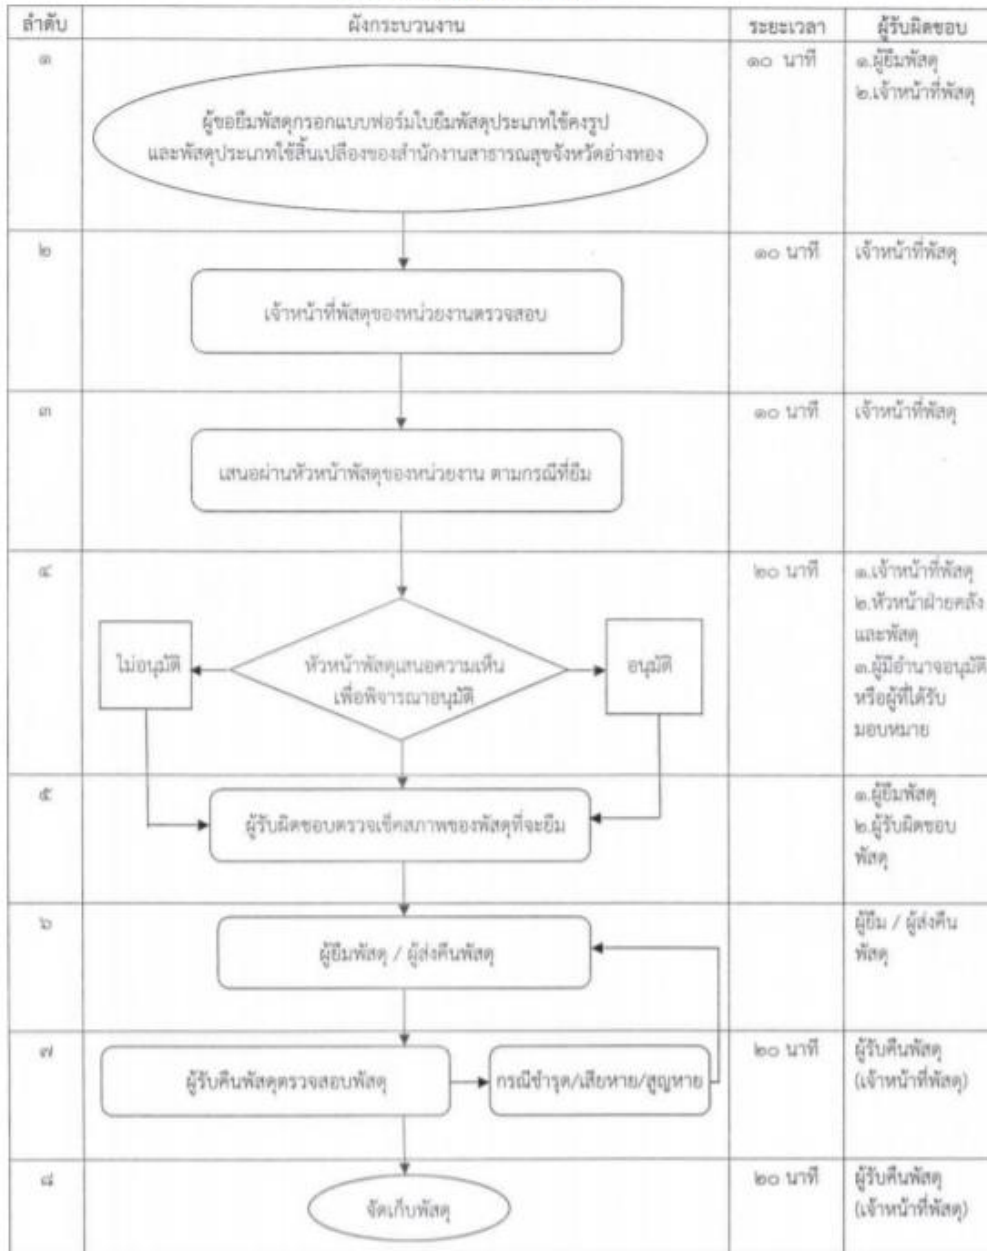 ลำดับ ผังกระบวนงาน ระยะเวลา ผู้รับผิดชอบ
๑ ๑๐ นาที ๑.ผู้ยืมพัสดุ
๒.เจ้าหน้าที่พัสดุ
ผู้ขอยืมพัสดุกรอกแบบฟอร์มใบยืมพัสดุประเภทใช้คงรูป
และพัสดุประเภทใช้สิ้นเปลืองของสำนักงานสาธารณสุขจังหวัดอ่างทอง
๒ ๑๐ นาที เจ้าหน้าที่พัสดุ
เจ้าหน้าที่พัสดุของหน่วยงานตรวจสอบ
๓ ๑๐ นาที เจ้าหน้าที่พัสดุ
เสนอผ่านหัวหน้าพัสดุของหน่วยงาน ตามกรณีที่ยืม
๔ ๒๐ นาที ๑.เจ้าหน้าที่พัสดุ
๒.หัวหน้าฝ่ายคลัง
และพัสดุ
๓.ผู้มีอำนาจอนุมัติ
หรือผู้ที่ได้รับ
มอบหมาย
ไม่อนุมัติ หัวหน้าพัสดุเสนอความเห็น อนุมัติ
เพื่อพิจารณาอนุมัติ
๕ ๑.ผู้ยืมพัสดุ
๒.ผู้รับผิดชอบ
พัสดุ
ผู้รับผิดชอบตรวจเช็คสภาพของพัสดุที่จะยืม
๖ ผู้ยืม / ผู้ส่งคืน
พัสดุ
ผู้ยืมพัสดุ / ผู้ส่งคืนพัสดุ
๗ ๒๐ นาที ผู้รับคืนพัสดุ
(เจ้าหน้าที่พัสดุ)
ผู้รับคืนพัสดุตรวจสอบพัสดุ กรณีชำรุด/เสียหาย/สูญหาย
๘ ๒๐ นาที ผู้รับคืนพัสดุ
(เจ้าหน้าที่พัสดุ)
จัดเก็บพัสดุ